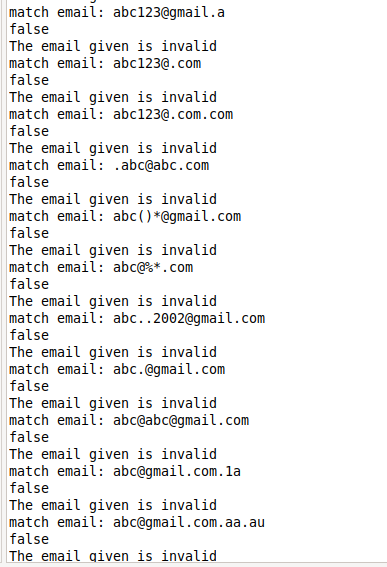 match email: abc123@gmail.a
false
The email given is invalid
match email: abc123@.com
false
The email given is invalid
match email: abc123@.com.com
false
The email given is invalid
match email: .abc@abc.com
false
The email given is invalid
match email: abc()*@gmail.com
false
The email given is invalid
match email: abc@%*.com
false
The email given is invalid
match email: abc..2002@gmail.com
false
The email given is invalid
match email: abc.@gmail.com
false
The email given is invalid
match email: abc@abc@gmail.com
false
The email given is invalid
match email: abc@gmail.com.1a
false
The email given is invalid
match email: abc@gmail.com.aa.au
false
The email given is invalid